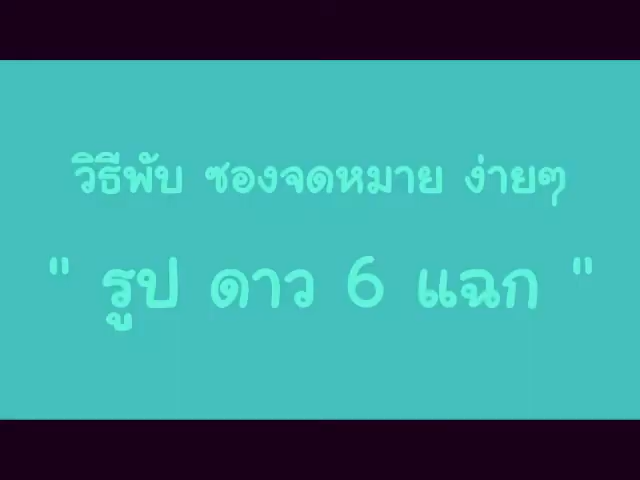 วิธีพับ ซองจดหมาย ง่ายๆ
" รูป ดาว 6 แฉก "